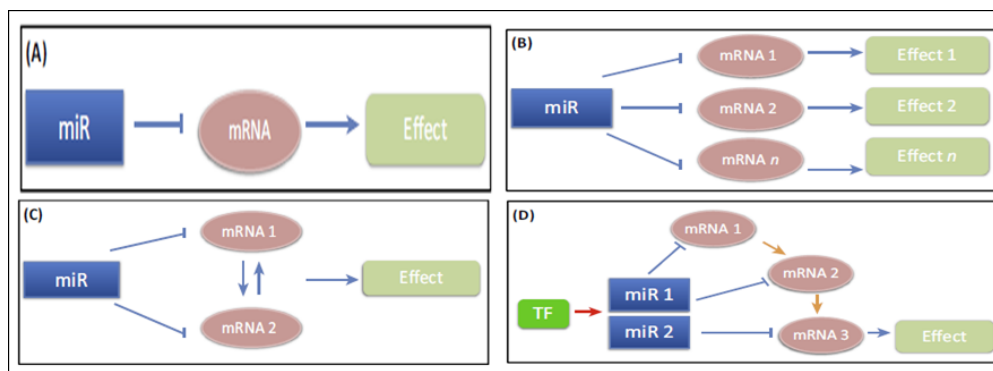 (A)
miR
mRNA
Effect
(B)
miR
mRNA 1
Effect 1
mRNA 2
Effect 2
mRNA n
Effect n
(C)
miR
mRNA 1
mRNA 2
Effect
(D)
TF
miR 1
miR 2
mRNA 1
mRNA 2
mRNA 3
Effect